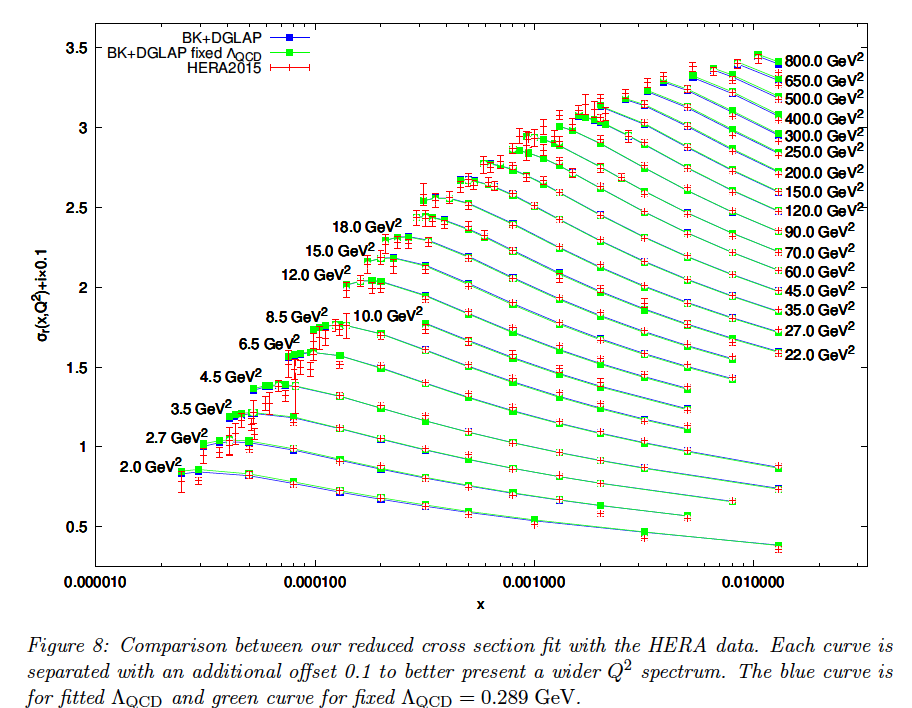 BK+DGLAP
BK+DGLAP fixed Λ_QCD
HERA2015
3.5
3
2.5
2
1.5
1
0.5
σ_r(x,Q²)+i×0.1
800.0 GeV²
650.0 GeV²
500.0 GeV²
400.0 GeV²
300.0 GeV²
250.0 GeV²
200.0 GeV²
150.0 GeV²
120.0 GeV²
90.0 GeV²
70.0 GeV²
60.0 GeV²
45.0 GeV²
35.0 GeV²
27.0 GeV²
22.0 GeV²
18.0 GeV²
15.0 GeV²
12.0 GeV²
10.0 GeV²
8.5 GeV²
6.5 GeV²
4.5 GeV²
3.5 GeV²
2.7 GeV²
2.0 GeV²
0.000010
0.000100
0.001000
0.010000
x
Figure 8: Comparison between our reduced cross section fit with the HERA data. Each curve is
separated with an additional offset 0.1 to better present a wider Q² spectrum. The blue curve is
for fitted Λ_QCD and green curve for fixed Λ_QCD = 0.289 GeV.